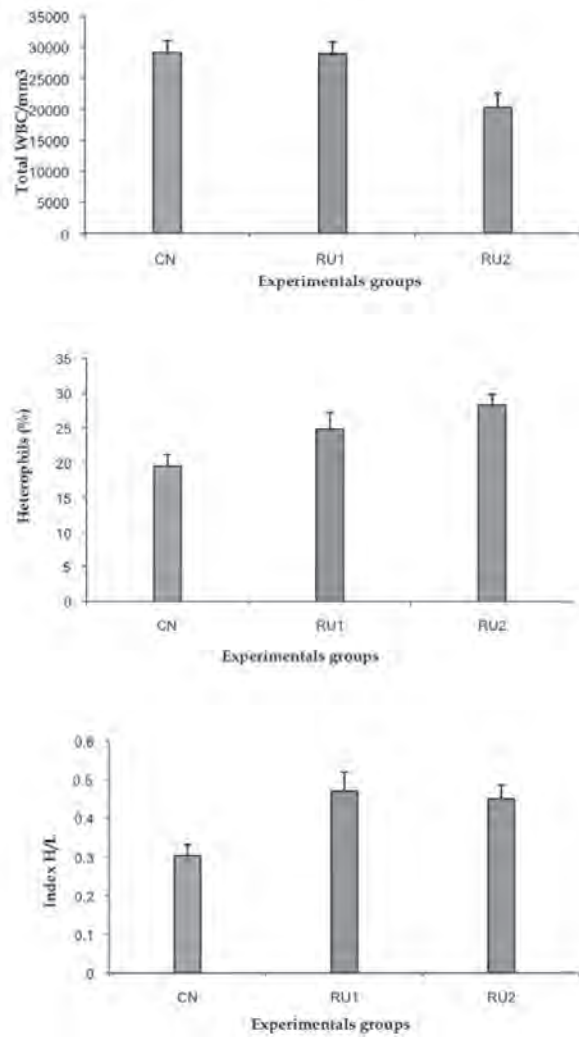 35000
30000
25000
20000
15000
10000
5000
0
Total WBC/mm3
CN RU1 RU2
Experimentals groups
35
30
25
20
15
10
5
0
Heterophils (%)
CN RU1 RU2
Experimentals groups
0.6
0.5
0.4
0.3
0.2
0.1
0
Index H/L
CN RU1 RU2
Experimentals groups